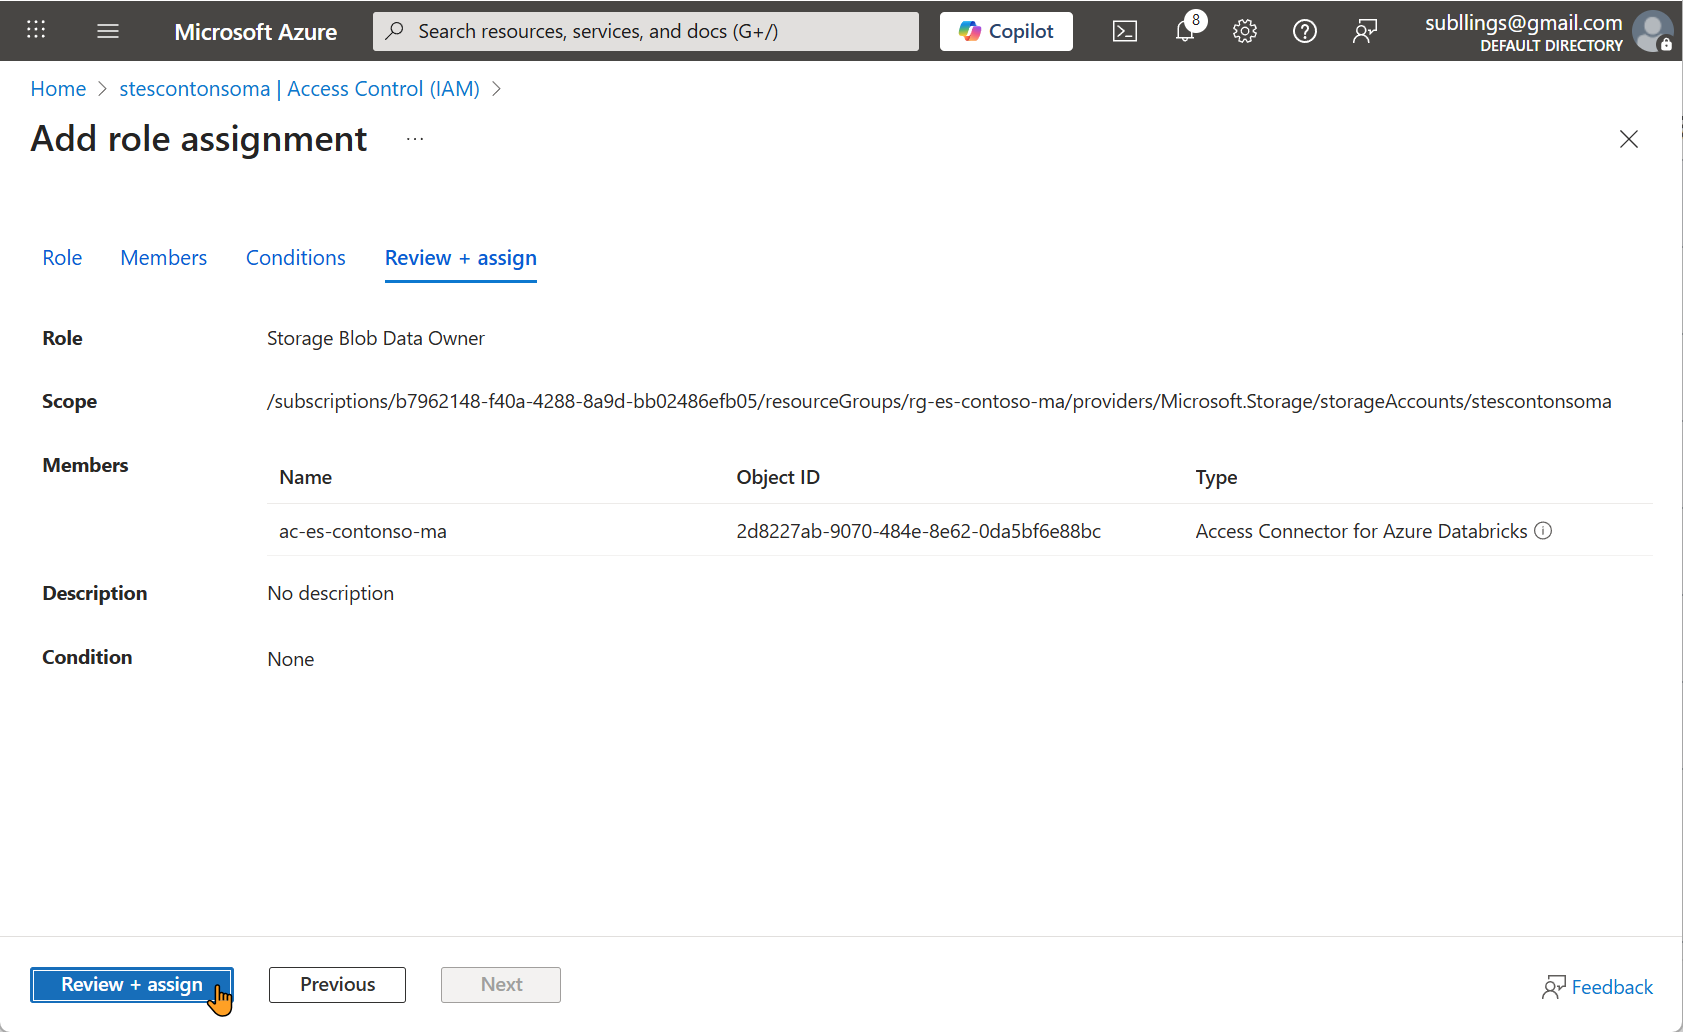 Microsoft Azure
Search resources, services, and docs (G+/)
Copilot
8
subllings@gmail.com
DEFAULT DIRECTORY
Home > stescontonsoma | Access Control (IAM) >
Add role assignment ...
Role Members Conditions Review + assign
Role Storage Blob Data Owner
Scope /subscriptions/b7962148-f40a-4288-8a9d-bb02486efb05/resourceGroups/rg-es-contoso-ma/providers/Microsoft.Storage/storageAccounts/stescontonsoma
Members
Name Object ID Type
ac-es-contonso-ma 2d8227ab-9070-484e-8e62-0da5bf6e88bc Access Connector for Azure Databricks
Description No description
Condition None
Review + assign Previous Next Feedback